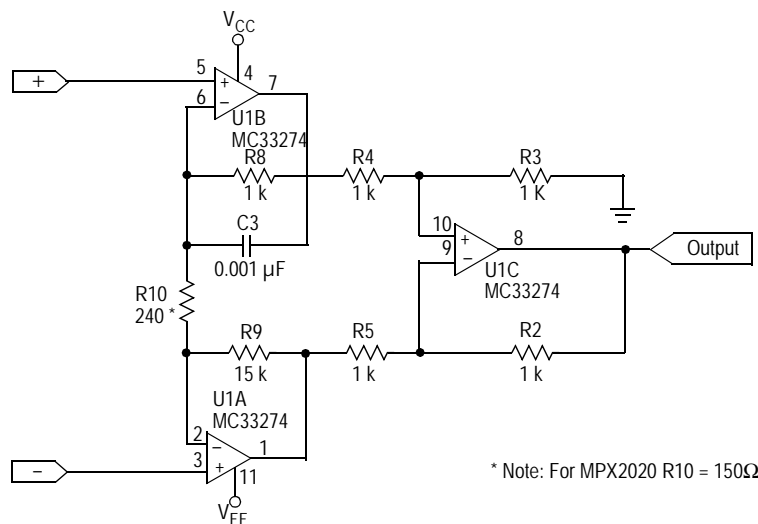 VCC
+
5
4
7
+
6
−
U1B
MC33274
R8
1 k
R4
1 k
R3
1 K
C3
0.001 µF
10
+
9
−
8
Output
U1C
MC33274
R10
240 *
R9
15 k
R5
1 k
R2
1 k
U1A
MC33274
2
−
1
−
3
+
11
VEE
* Note: For MPX2020 R10 = 150Ω